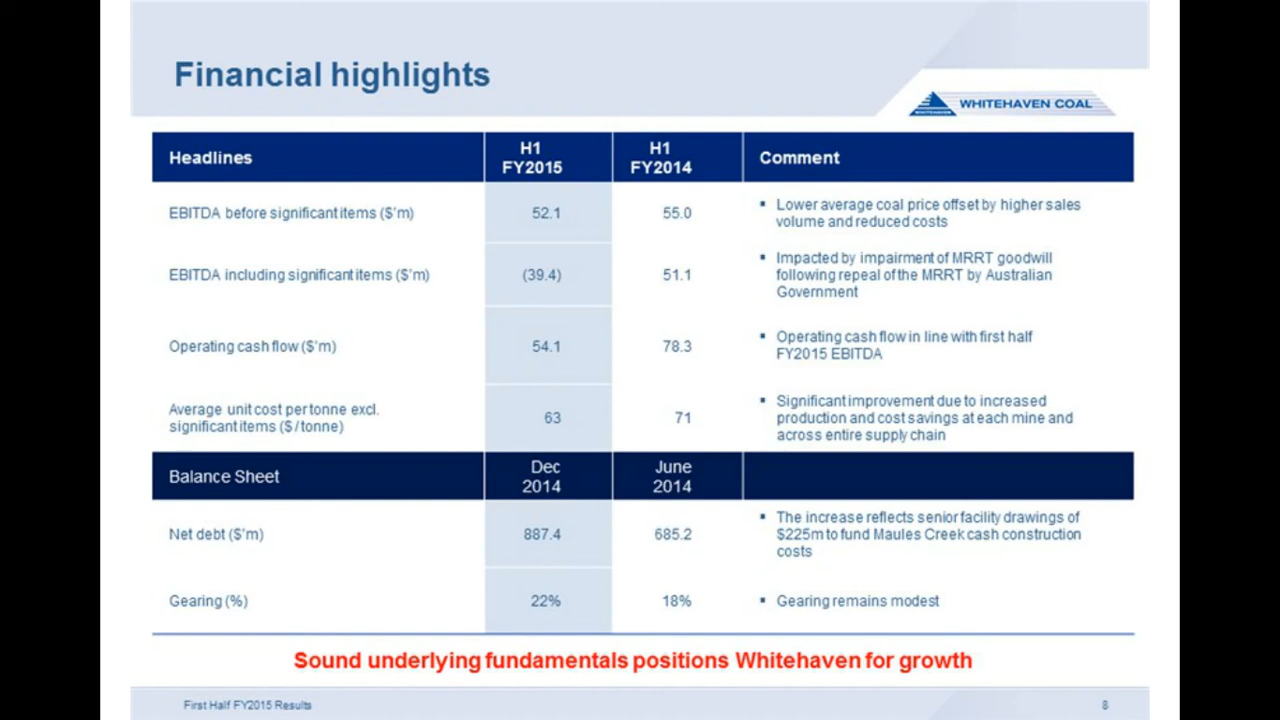 Financial highlights
WHITEHAVEN
WHITEHAVEN COAL
Headlines
H1
FY2015
H1
FY2014
Comment
EBITDA before significant items ($'m)
52.1
55.0
▪ Lower average coal price offset by higher sales
volume and reduced costs
EBITDA including significant items ($'m)
(39.4)
51.1
▪ Impacted by impairment of MRRT goodwill
following repeal of the MRRT by Australian
Government
Operating cash flow ($'m)
54.1
78.3
▪ Operating cash flow in line with first half
FY2015 EBITDA
Average unit cost per tonne excl.
significant items ($ / tonne)
63
71
▪ Significant improvement due to increased
production and cost savings at each mine and
across entire supply chain
Balance Sheet
Dec
2014
June
2014
Net debt ($'m)
887.4
685.2
▪ The increase reflects senior facility drawings of
$225m to fund Maules Creek cash construction
costs
Gearing (%)
22%
18%
▪ Gearing remains modest
Sound underlying fundamentals positions Whitehaven for growth
First Half FY2015 Results
8